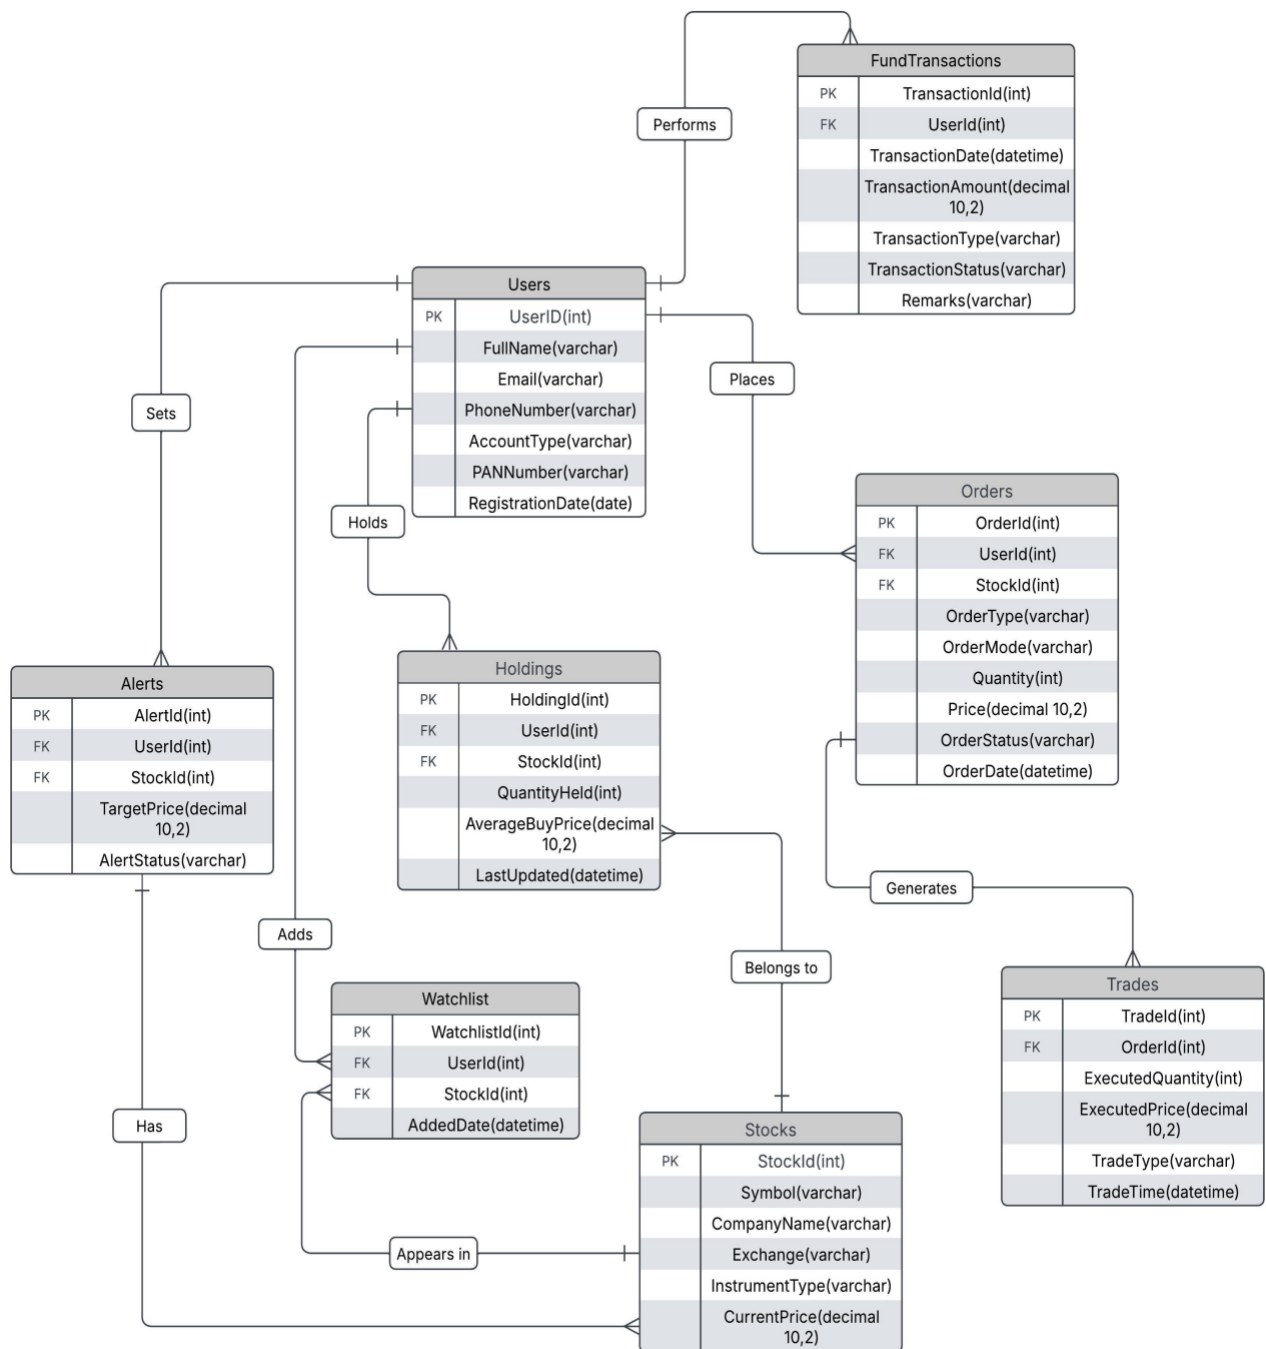 FundTransactions
PK TransactionId(int)
FK UserId(int)
TransactionDate(datetime)
TransactionAmount(decimal
10,2)
TransactionType(varchar)
TransactionStatus(varchar)
Remarks(varchar)
Performs
Users
PK UserID(int)
FullName(varchar)
Email(varchar)
PhoneNumber(varchar)
AccountType(varchar)
PANNumber(varchar)
RegistrationDate(date)
Places
Sets
Holds
Orders
PK OrderId(int)
FK UserId(int)
FK StockId(int)
OrderType(varchar)
OrderMode(varchar)
Quantity(int)
Price(decimal 10,2)
OrderStatus(varchar)
OrderDate(datetime)
Alerts
PK AlertId(int)
FK UserId(int)
FK StockId(int)
TargetPrice(decimal
10,2)
AlertStatus(varchar)
Holdings
PK HoldingId(int)
FK UserId(int)
FK StockId(int)
QuantityHeld(int)
AverageBuyPrice(decimal
10,2)
LastUpdated(datetime)
Generates
Adds
Belongs to
Trades
PK TradeId(int)
FK OrderId(int)
ExecutedQuantity(int)
ExecutedPrice(decimal
10,2)
TradeType(varchar)
TradeTime(datetime)
Watchlist
PK WatchlistId(int)
FK UserId(int)
FK StockId(int)
AddedDate(datetime)
Has
Appears in
Stocks
PK StockId(int)
Symbol(varchar)
CompanyName(varchar)
Exchange(varchar)
InstrumentType(varchar)
CurrentPrice(decimal
10,2)